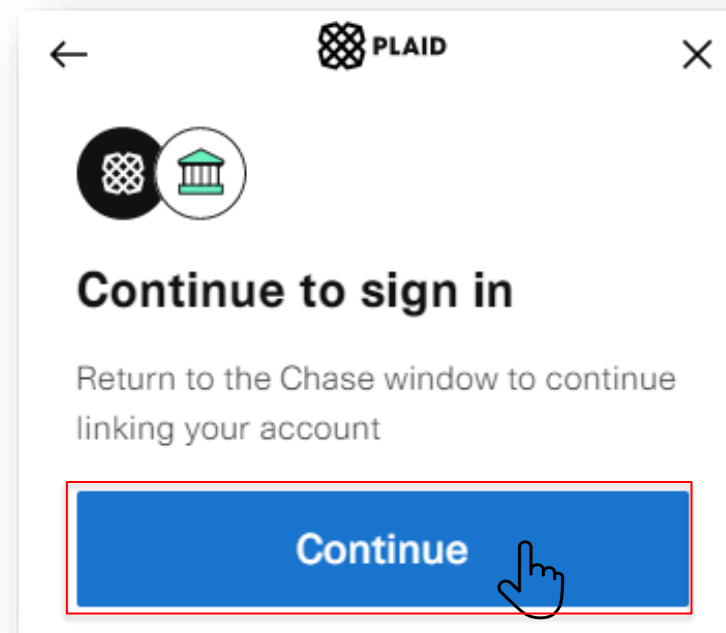 PLAID
Continue to sign in
Return to the Chase window to continue
linking your account
Continue